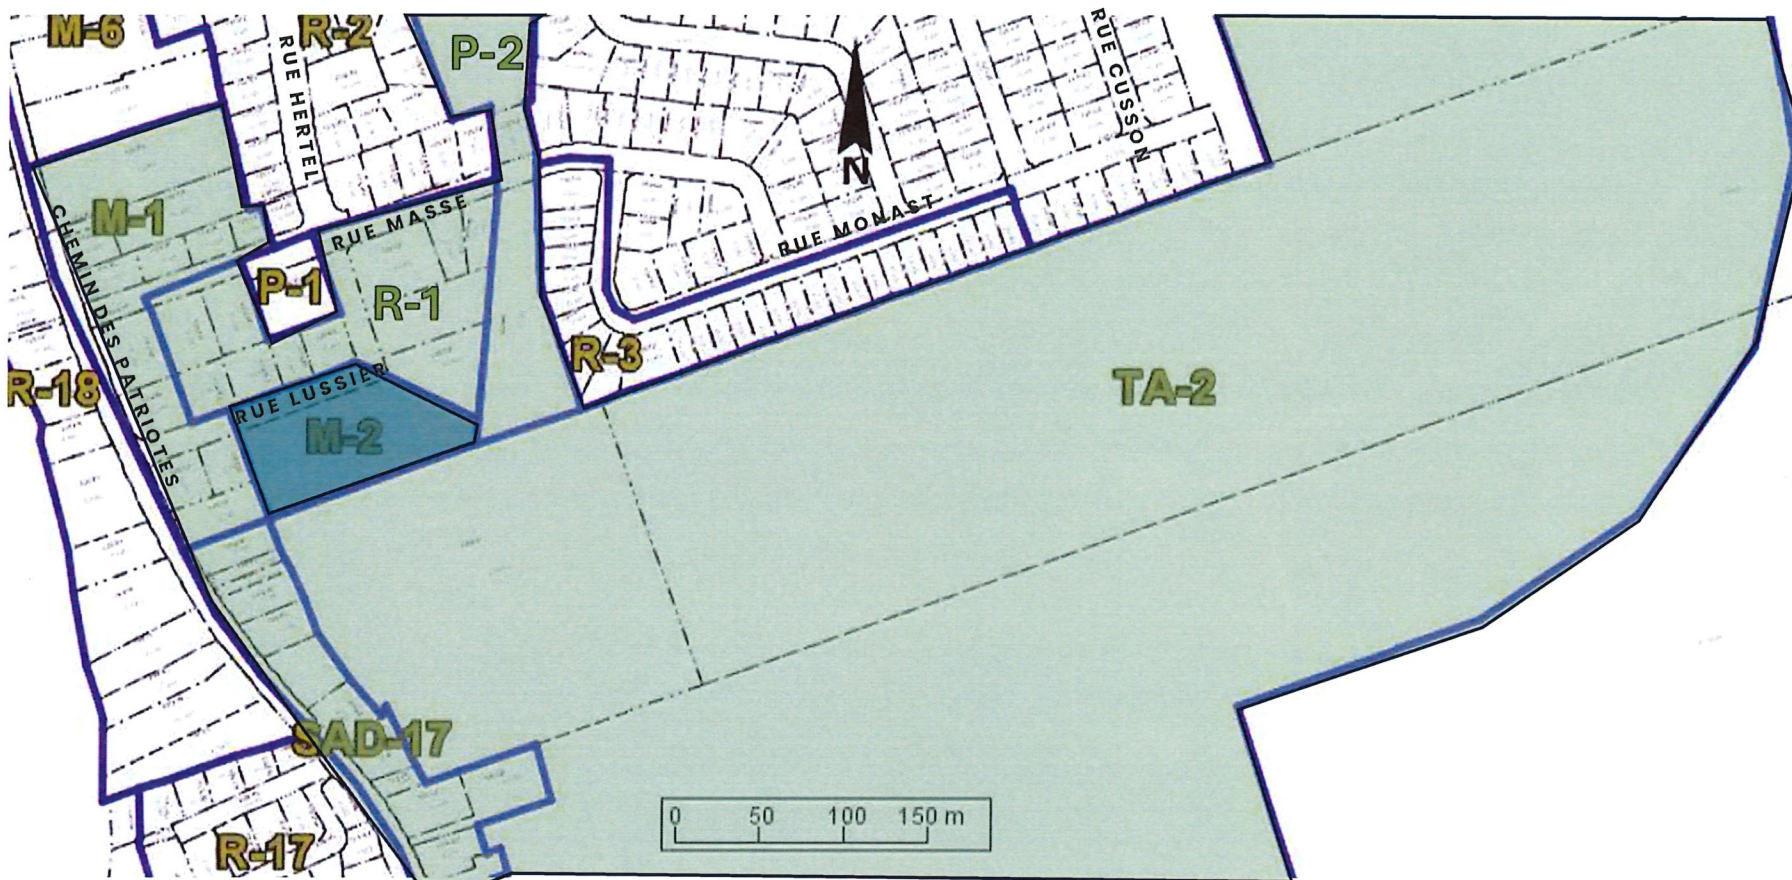 M-6
R-2
P-2
RUE HERTEL
RUE CUSSON
N
M-1
RUE MASSE
CHEMIN DES PATRIOTES
P-1
R-1
RUE MONAST
R-3
R-18
TA-2
RUE LUSSIER
M-2
SAD-17
R-17
0 50 100 150 m